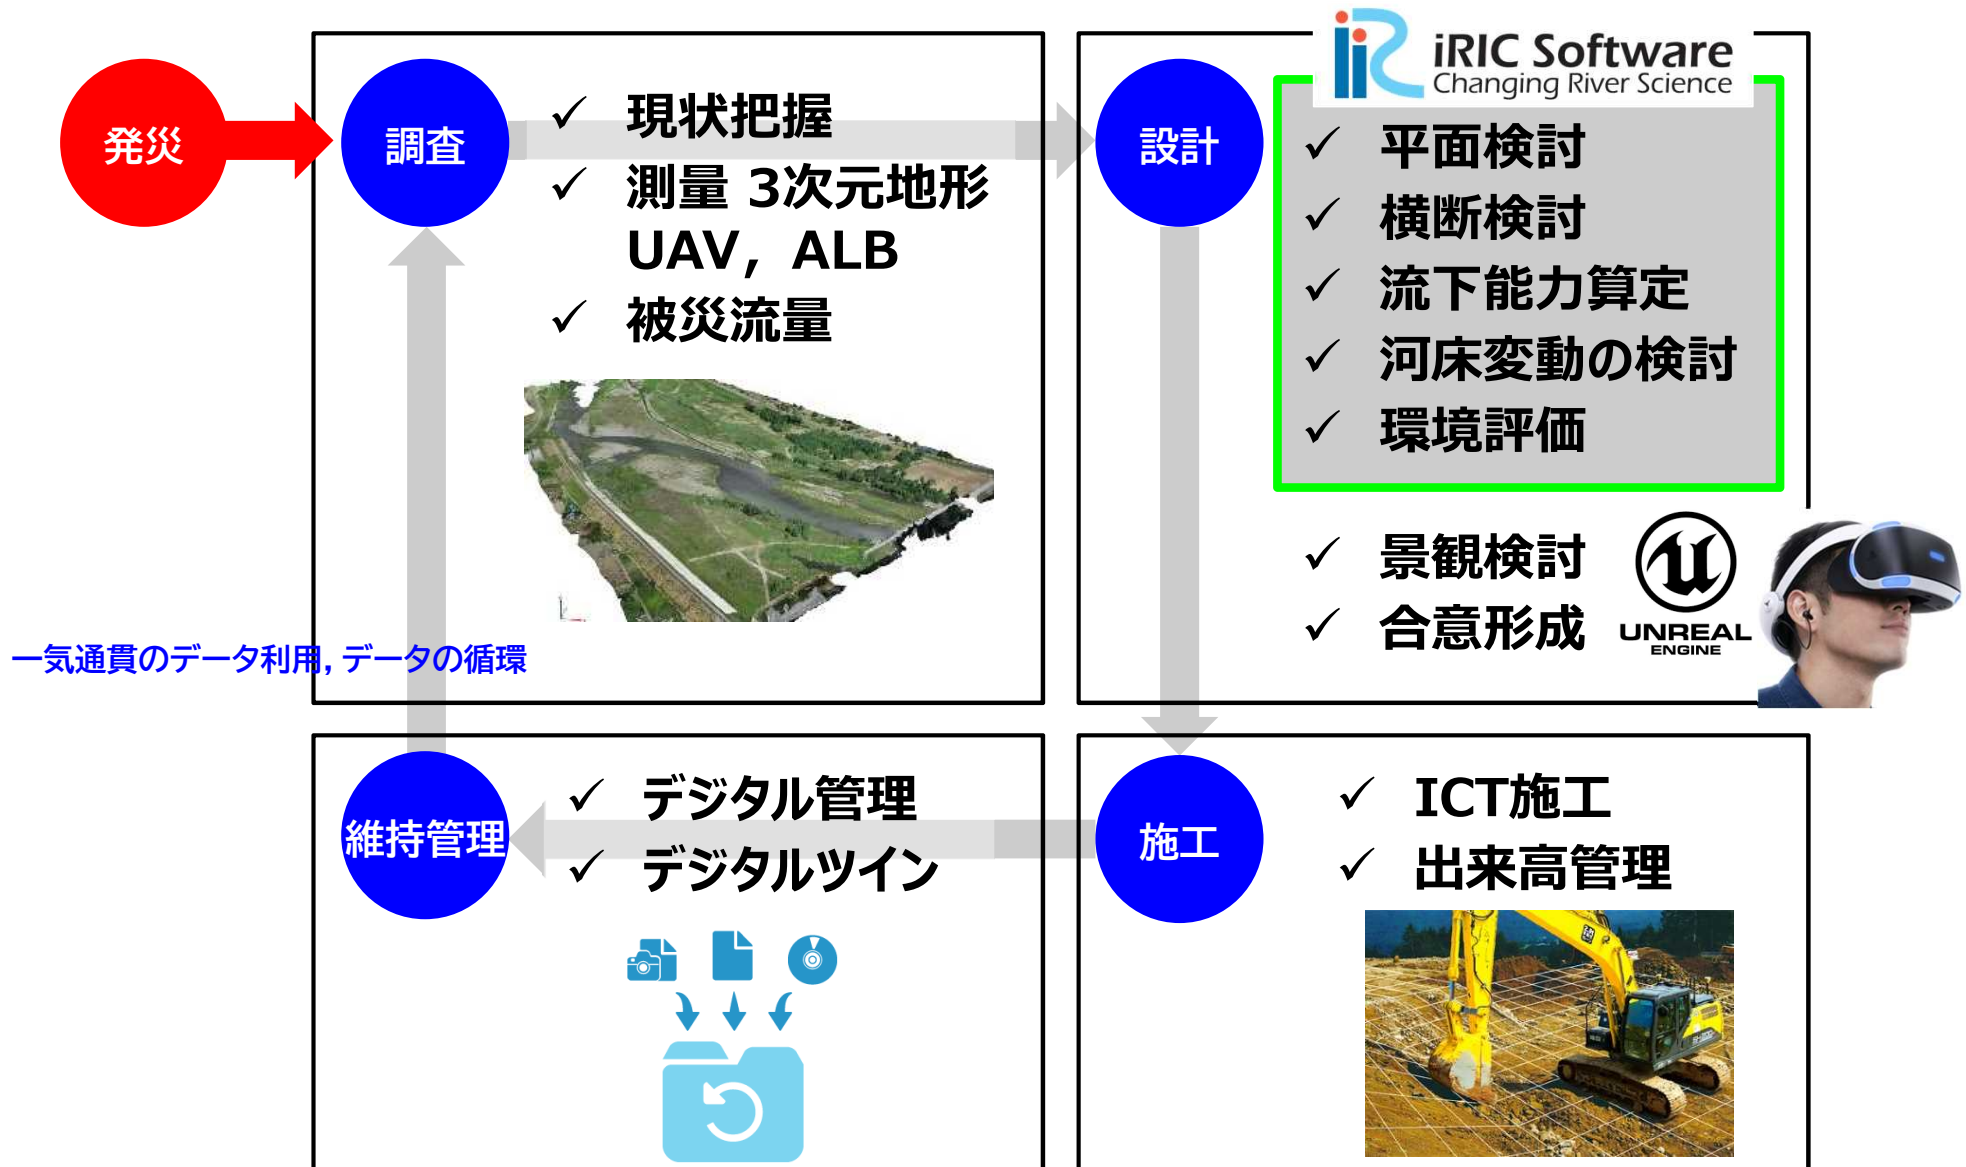 発災
調査
✓ 現状把握
✓ 測量 3次元地形
UAV，ALB
✓ 被災流量
設計
iRIC Software
Changing River Science
✓ 平面検討
✓ 横断検討
✓ 流下能力算定
✓ 河床変動の検討
✓ 環境評価
✓ 景観検討
✓ 合意形成
UNREAL
ENGINE
一気通貫のデータ利用, データの循環
維持管理
✓ デジタル管理
✓ デジタルツイン
施工
✓ ICT施工
✓ 出来高管理